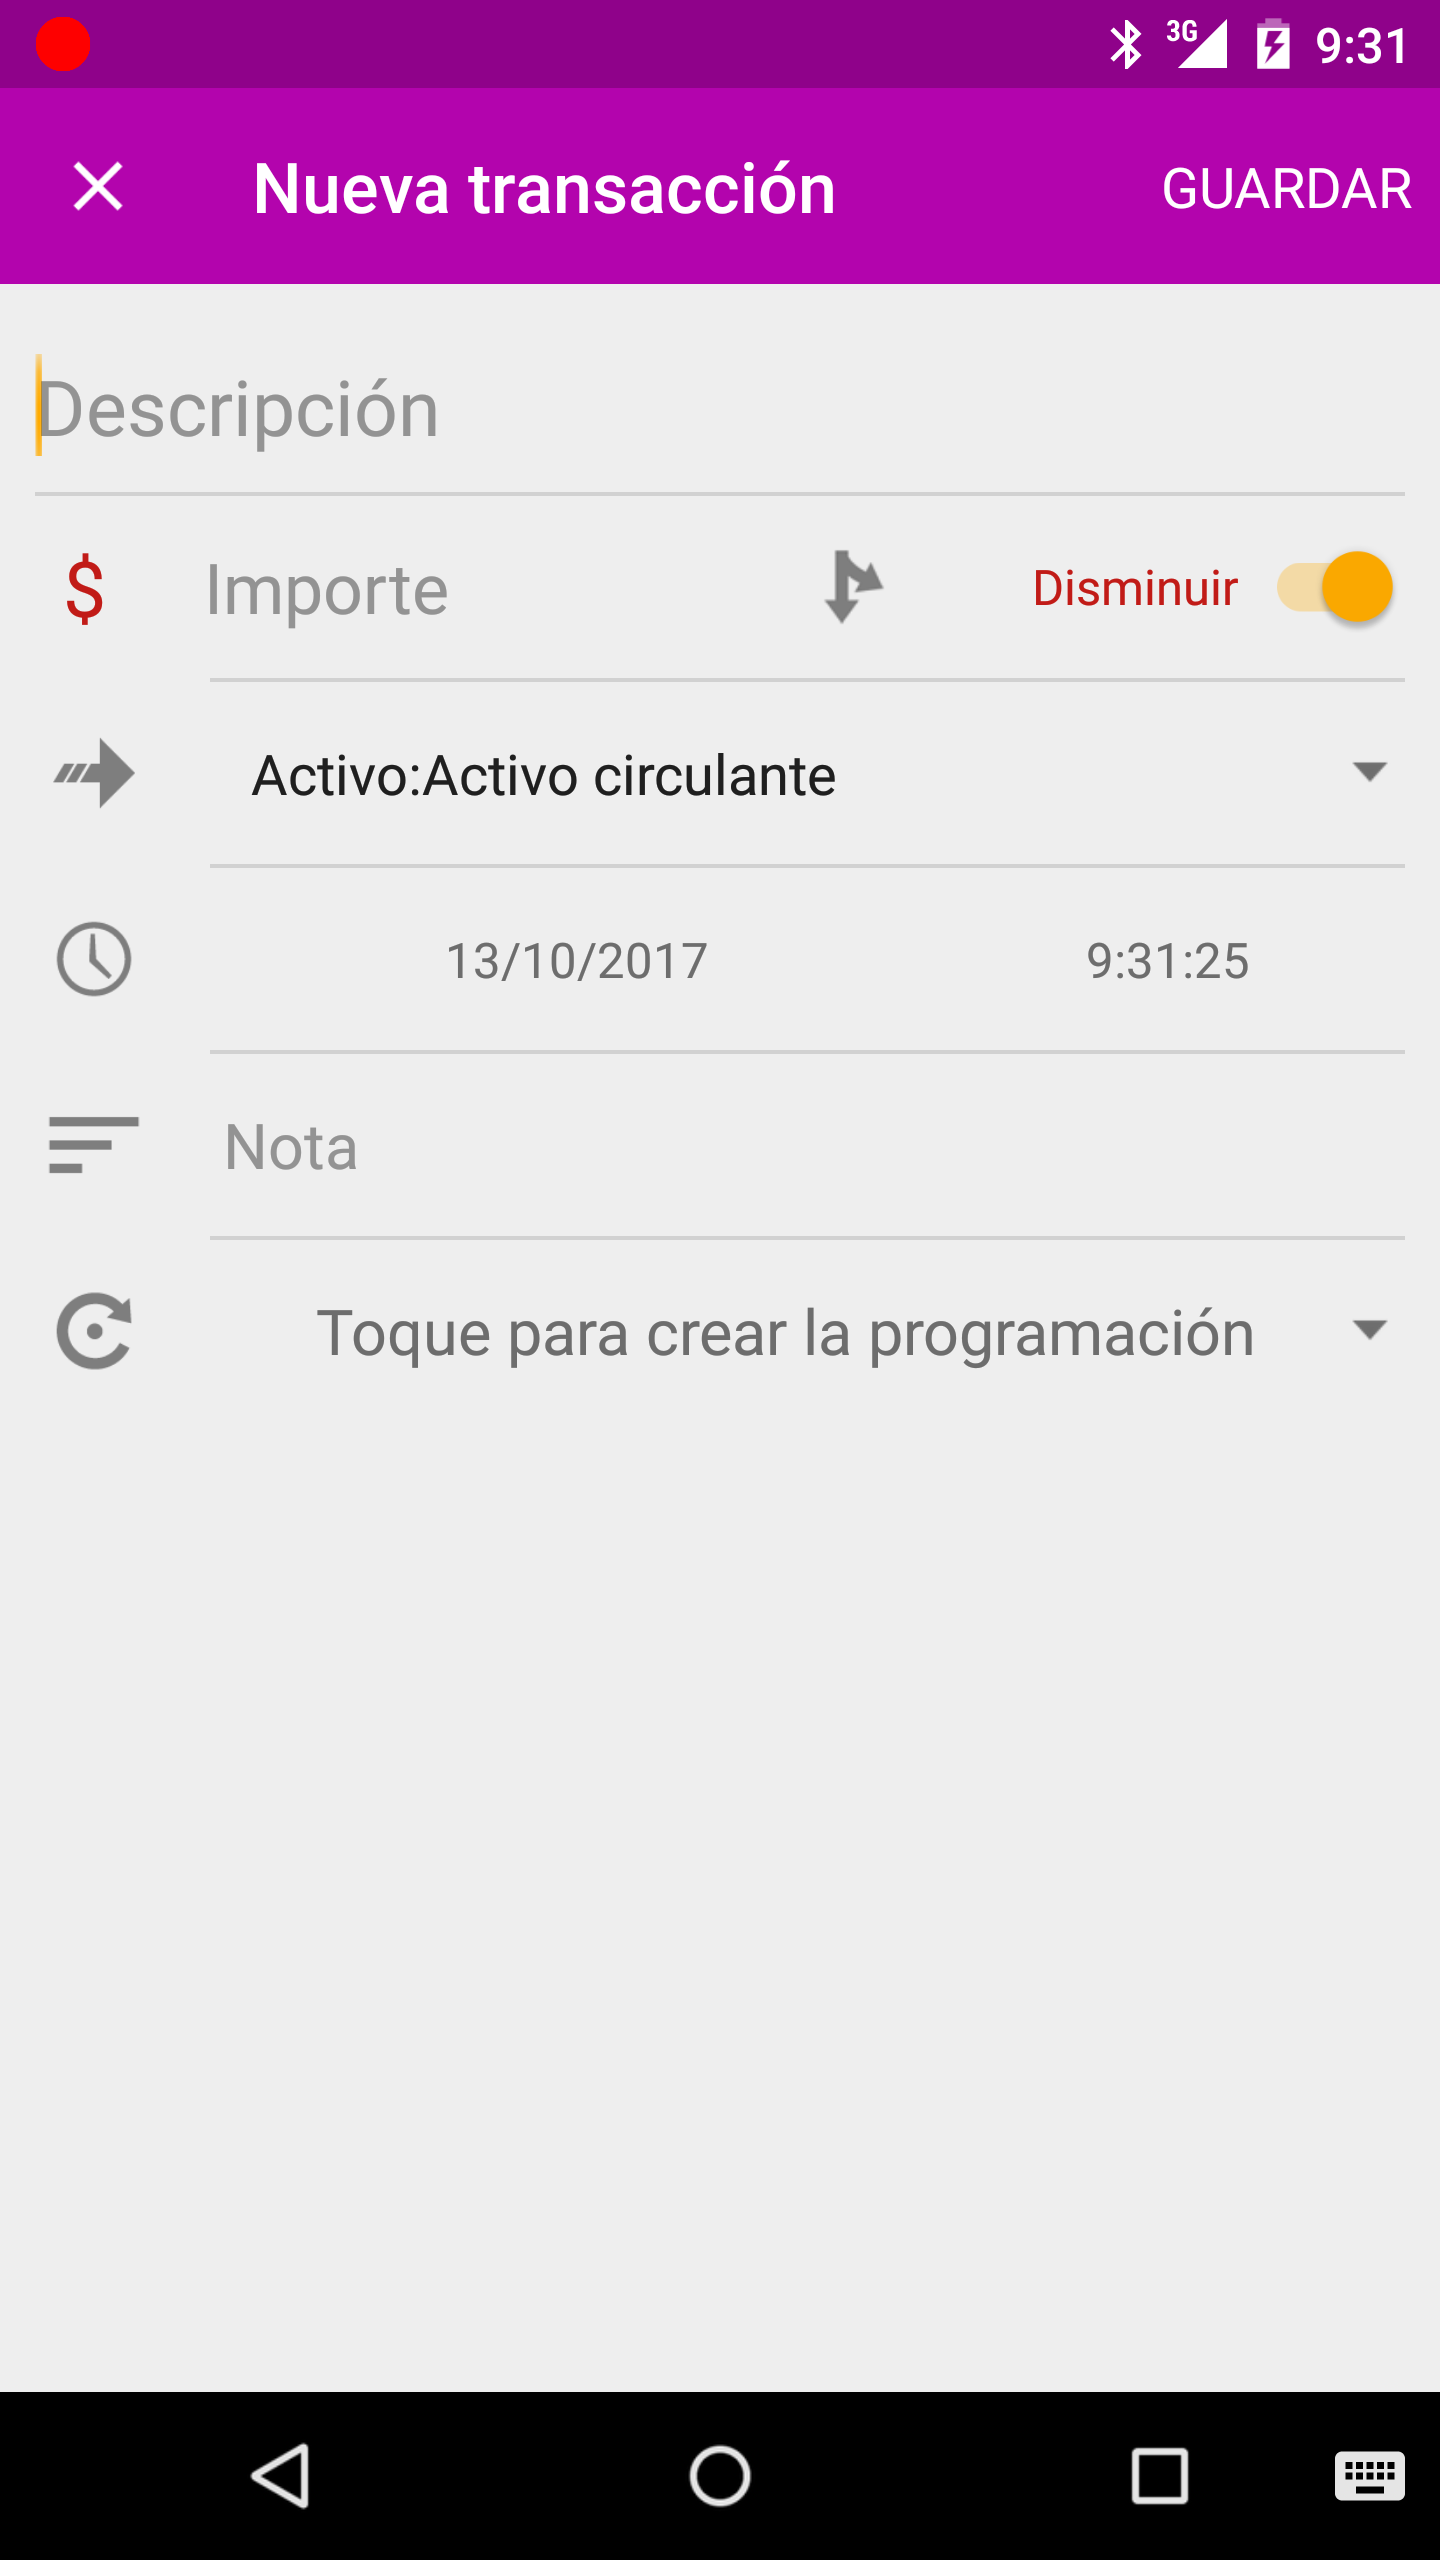 3G 9:31
Nueva transacción GUARDAR
Descripción
$ Importe Disminuir
Activo:Activo circulante
13/10/2017 9:31:25
Nota
Toque para crear la programación